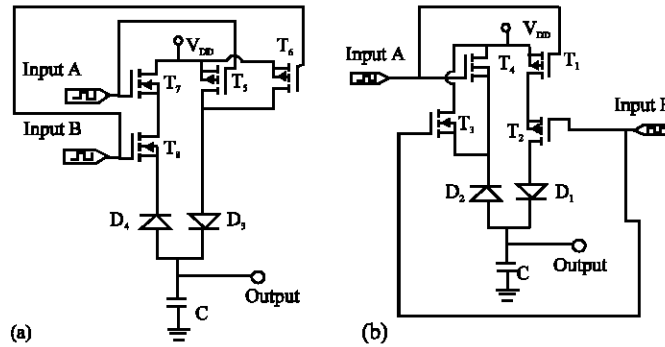 V_DD
T_6
Input A
T_7
T_5
Input B
T_8
D_4
D_3
Output
C
(a)
(b)
Input A
V_DD
T_4
T_1
Input B
T_3
T_2
D_2
D_1
Output
C